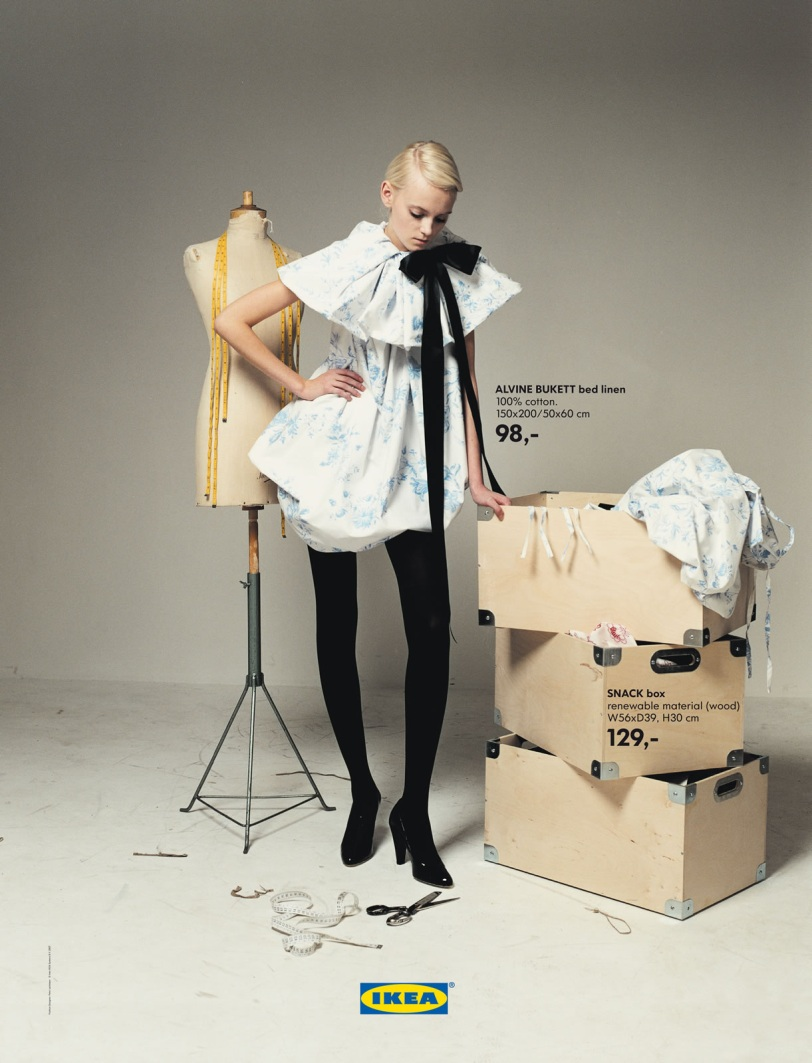 ALVINE BUKETT bed linen
100% cotton.
150x200/50x60 cm
98,-
SNACK box
renewable material (wood)
W56xD39, H30 cm
129,-
IKEA®